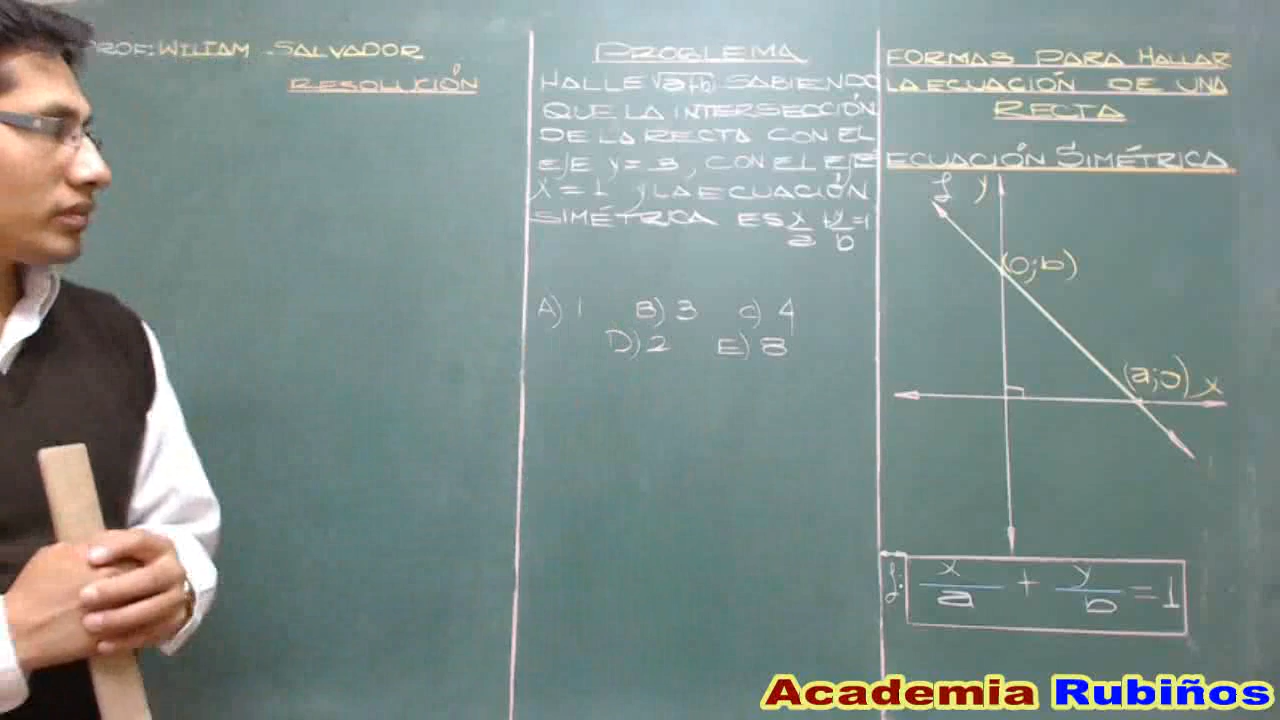 PROF: WILIAM SALVADOR
RESOLUCIÓN
PROBLEMA
HALLE √a+b SABIENDO
QUE LA INTERSECCIÓN
DE LA RECTA CON EL
EJE Y = 3, CON EL EJE
X = 1 Y LA ECUACIÓN
SIMÉTRICA ES x/a + y/b = 1
A) 1 B) 3 C) 4
D) 2 E) 8
FORMAS PARA HALLAR
LA ECUACIÓN DE UNA
RECTA
ECUACIÓN SIMÉTRICA
L y
(0;b)
(a;0) X
L: x/a + y/b = 1
Academia Rubiños